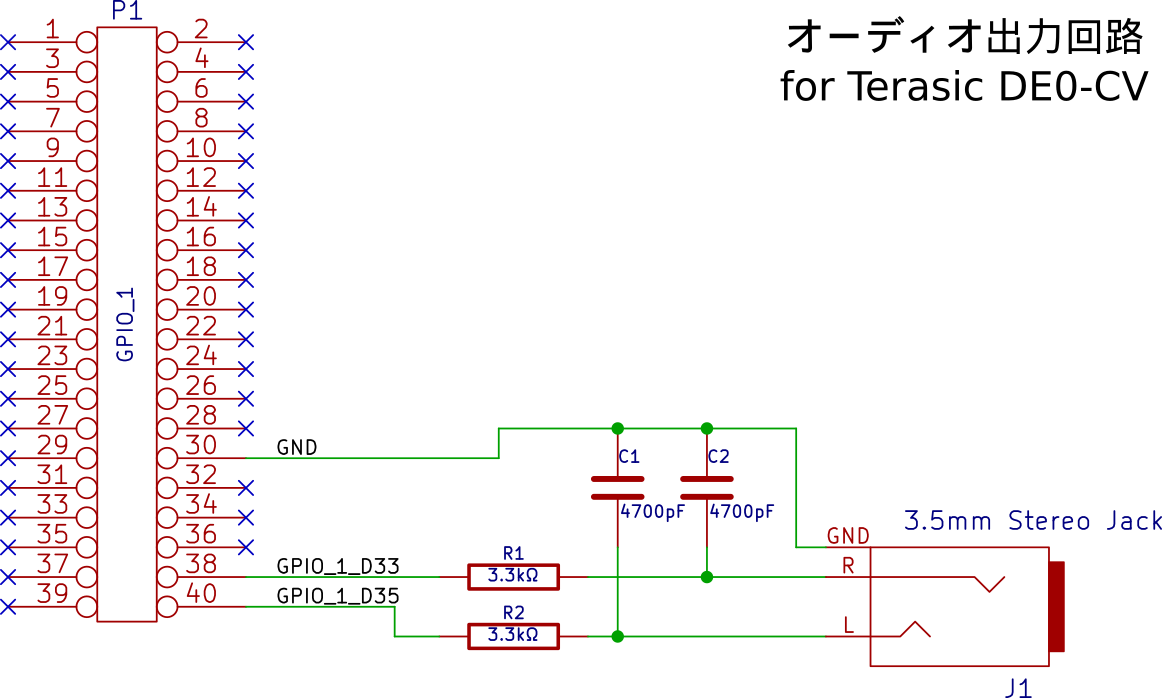 P1
オーディオ出力回路
for Terasic DE0-CV
1 2
3 4
5 6
7 8
9 10
11 12
13 14
15 16
17 18
19 20
21 22
23 24
25 26
27 28
29 30
31 32
33 34
35 36
37 38
39 40
GPIO_1
GND
C1
4700pF
C2
4700pF
3.5mm Stereo Jack
GND
R
L
GPIO_1_D33
GPIO_1_D35
R1
3.3kΩ
R2
3.3kΩ
J1